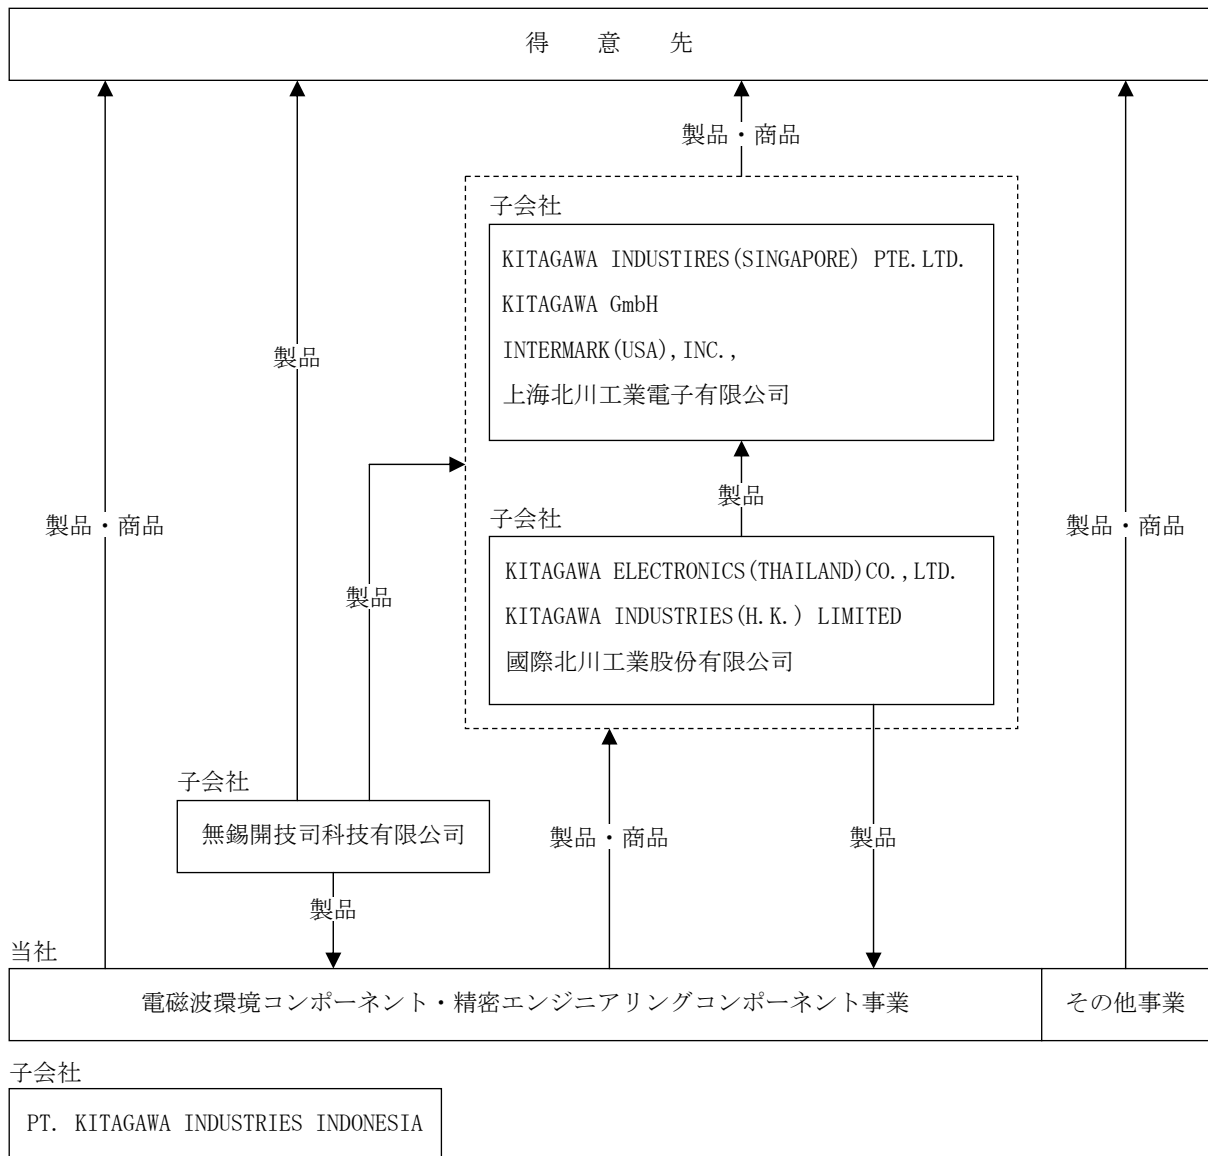 得意先
製品・商品
子会社
KITAGAWA INDUSTIRES(SINGAPORE) PTE.LTD.
KITAGAWA GmbH
INTERMARK(USA),INC.,
上海北川工業電子有限公司
製品
製品
子会社
製品・商品
製品・商品
KITAGAWA ELECTRONICS(THAILAND)CO.,LTD.
KITAGAWA INDUSTRIES(H.K.) LIMITED
國際北川工業股份有限公司
製品
子会社
無錫開技司科技有限公司
製品・商品
製品
製品
当社
電磁波環境コンポーネント・精密エンジニアリングコンポーネント事業
その他事業
子会社
PT. KITAGAWA INDUSTRIES INDONESIA